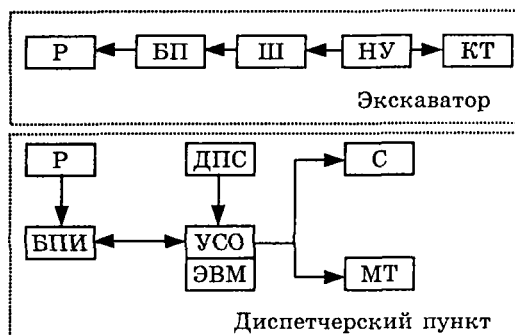 Р БП Ш НУ КТ
Экскаватор
Р ДПС С
БПИ УСО
ЭВМ МТ
Диспетчерский пункт